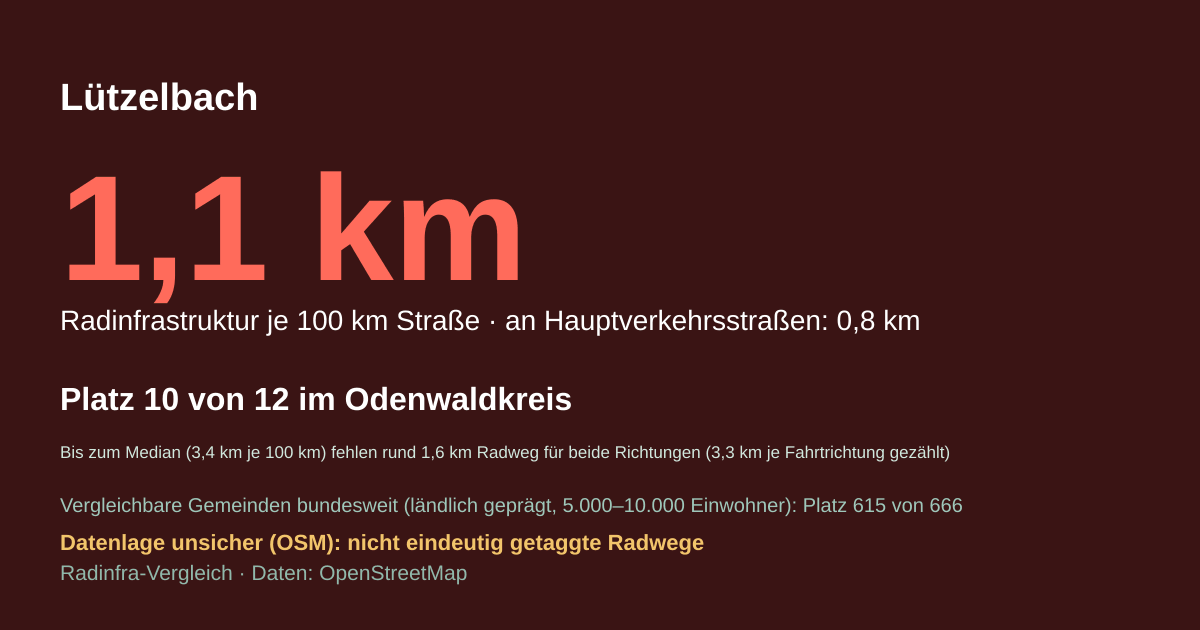 Lützelbach
1,1 km
Radinfrastruktur je 100 km Straße · an Hauptverkehrsstraßen: 0,8 km
Platz 10 von 12 im Odenwaldkreis
Bis zum Median (3,4 km je 100 km) fehlen rund 1,6 km Radweg für beide Richtungen (3,3 km je Fahrtrichtung gezählt)
Vergleichbare Gemeinden bundesweit (ländlich geprägt, 5.000–10.000 Einwohner): Platz 615 von 666
Datenlage unsicher (OSM): nicht eindeutig getaggte Radwege
Radinfra-Vergleich · Daten: OpenStreetMap